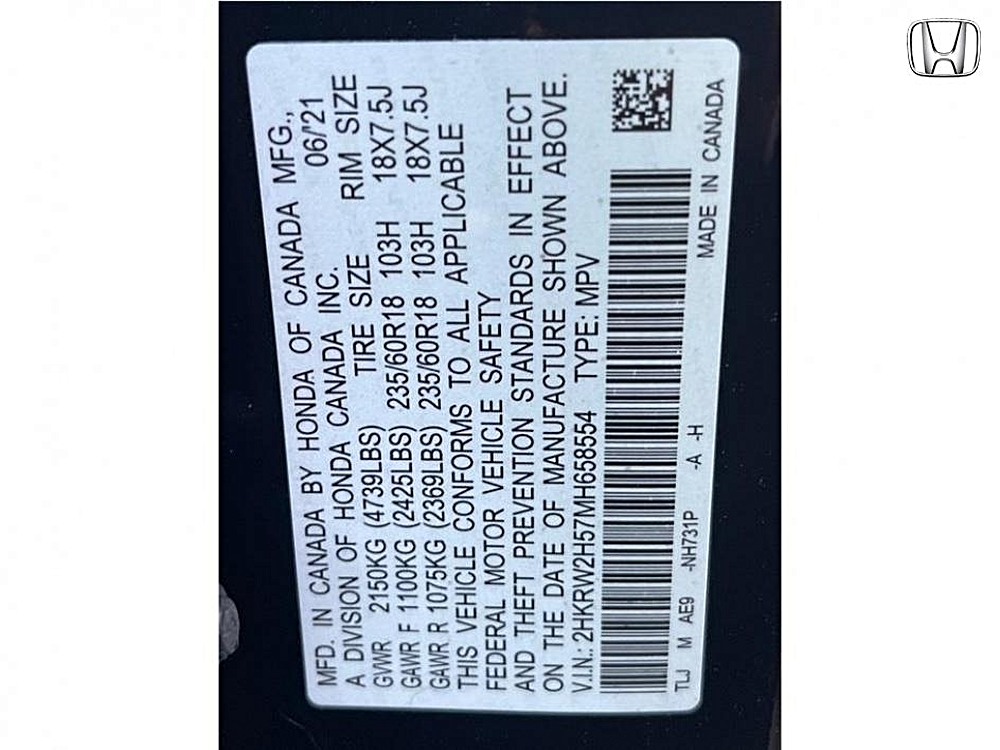 MFD. IN CANADA BY HONDA OF CANADA MFG.,
A DIVISION OF HONDA CANADA INC. 06/'21
GVWR 2150KG (4739LBS) TIRE SIZE RIM SIZE
GAWR F 1100KG (2425LBS) 235/60R18 103H 18X7.5J
GAWR R 1075KG (2369LBS) 235/60R18 103H 18X7.5J
THIS VEHICLE CONFORMS TO ALL APPLICABLE
FEDERAL MOTOR VEHICLE SAFETY
AND THEFT PREVENTION STANDARDS IN EFFECT
ON THE DATE OF MANUFACTURE SHOWN ABOVE.
V.I.N.: 2HKRW2H57MH658554 TYPE: MPV
TLJ M AE9 -NH731P -A -H MADE IN CANADA